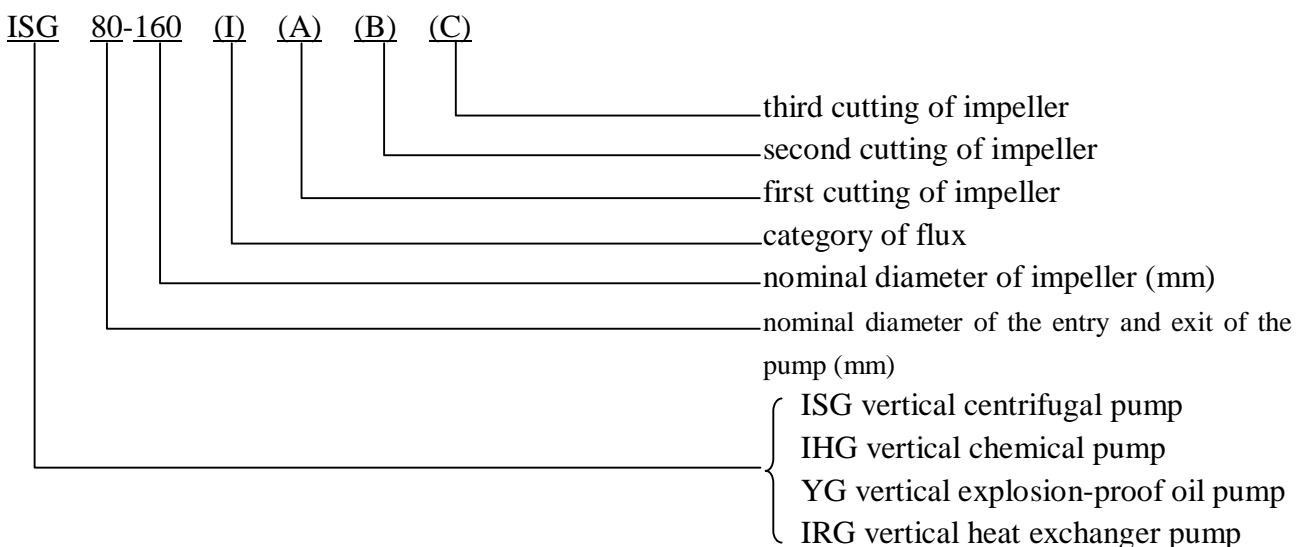 ISG 80-160 (I) (A) (B) (C)
third cutting of impeller
second cutting of impeller
first cutting of impeller
category of flux
nominal diameter of impeller (mm)
nominal diameter of the entry and exit of the
pump (mm)
ISG vertical centrifugal pump
IHG vertical chemical pump
YG vertical explosion-proof oil pump
IRG vertical heat exchanger pump